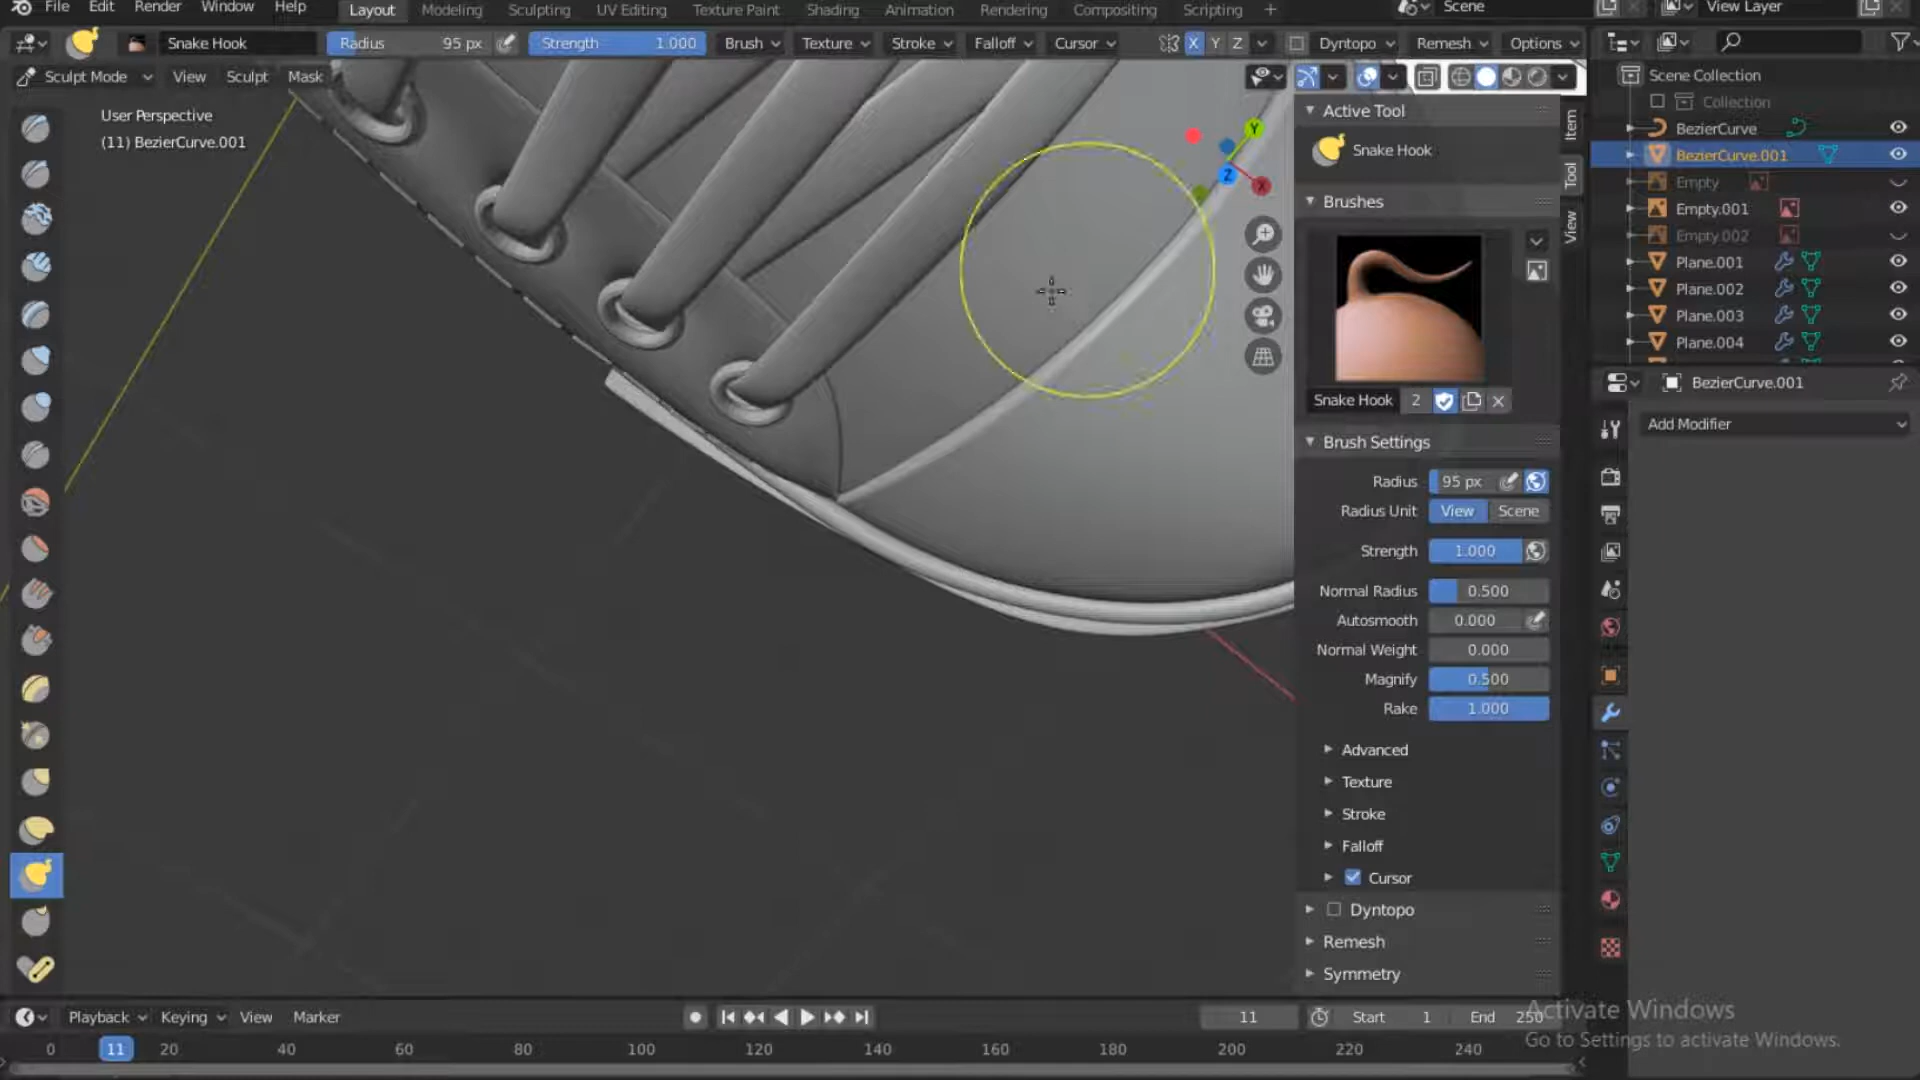 File Edit Render Window Help Layout Modeling Sculpting UV Editing Texture Paint Shading Animation Rendering Compositing Scripting + Scene View Layer
Snake Hook Radius 95 px Strength 1.000 Brush Texture Stroke Falloff Cursor X Y Z Dyntopo Remesh Options
Sculpt Mode View Sculpt Mask
User Perspective
(11) BezierCurve.001
Y
Z
X
Active Tool
Snake Hook
Brushes
Snake Hook 2
Brush Settings
Radius 95 px
Radius Unit View Scene
Strength 1.000
Normal Radius 0.500
Autosmooth 0.000
Normal Weight 0.000
Magnify 0.500
Rake 1.000
Advanced
Texture
Stroke
Falloff
Cursor
Dyntopo
Remesh
Symmetry
Item
Tool
View
Scene Collection
Collection
BezierCurve
BezierCurve.001
Empty
Empty.001
Empty.002
Plane.001
Plane.002
Plane.003
Plane.004
BezierCurve.001
Add Modifier
Activate Windows
Go to Settings to activate Windows.
Playback Keying View Marker 11 Start 1 End 250
0 11 20 40 60 80 100 120 140 160 180 200 220 240